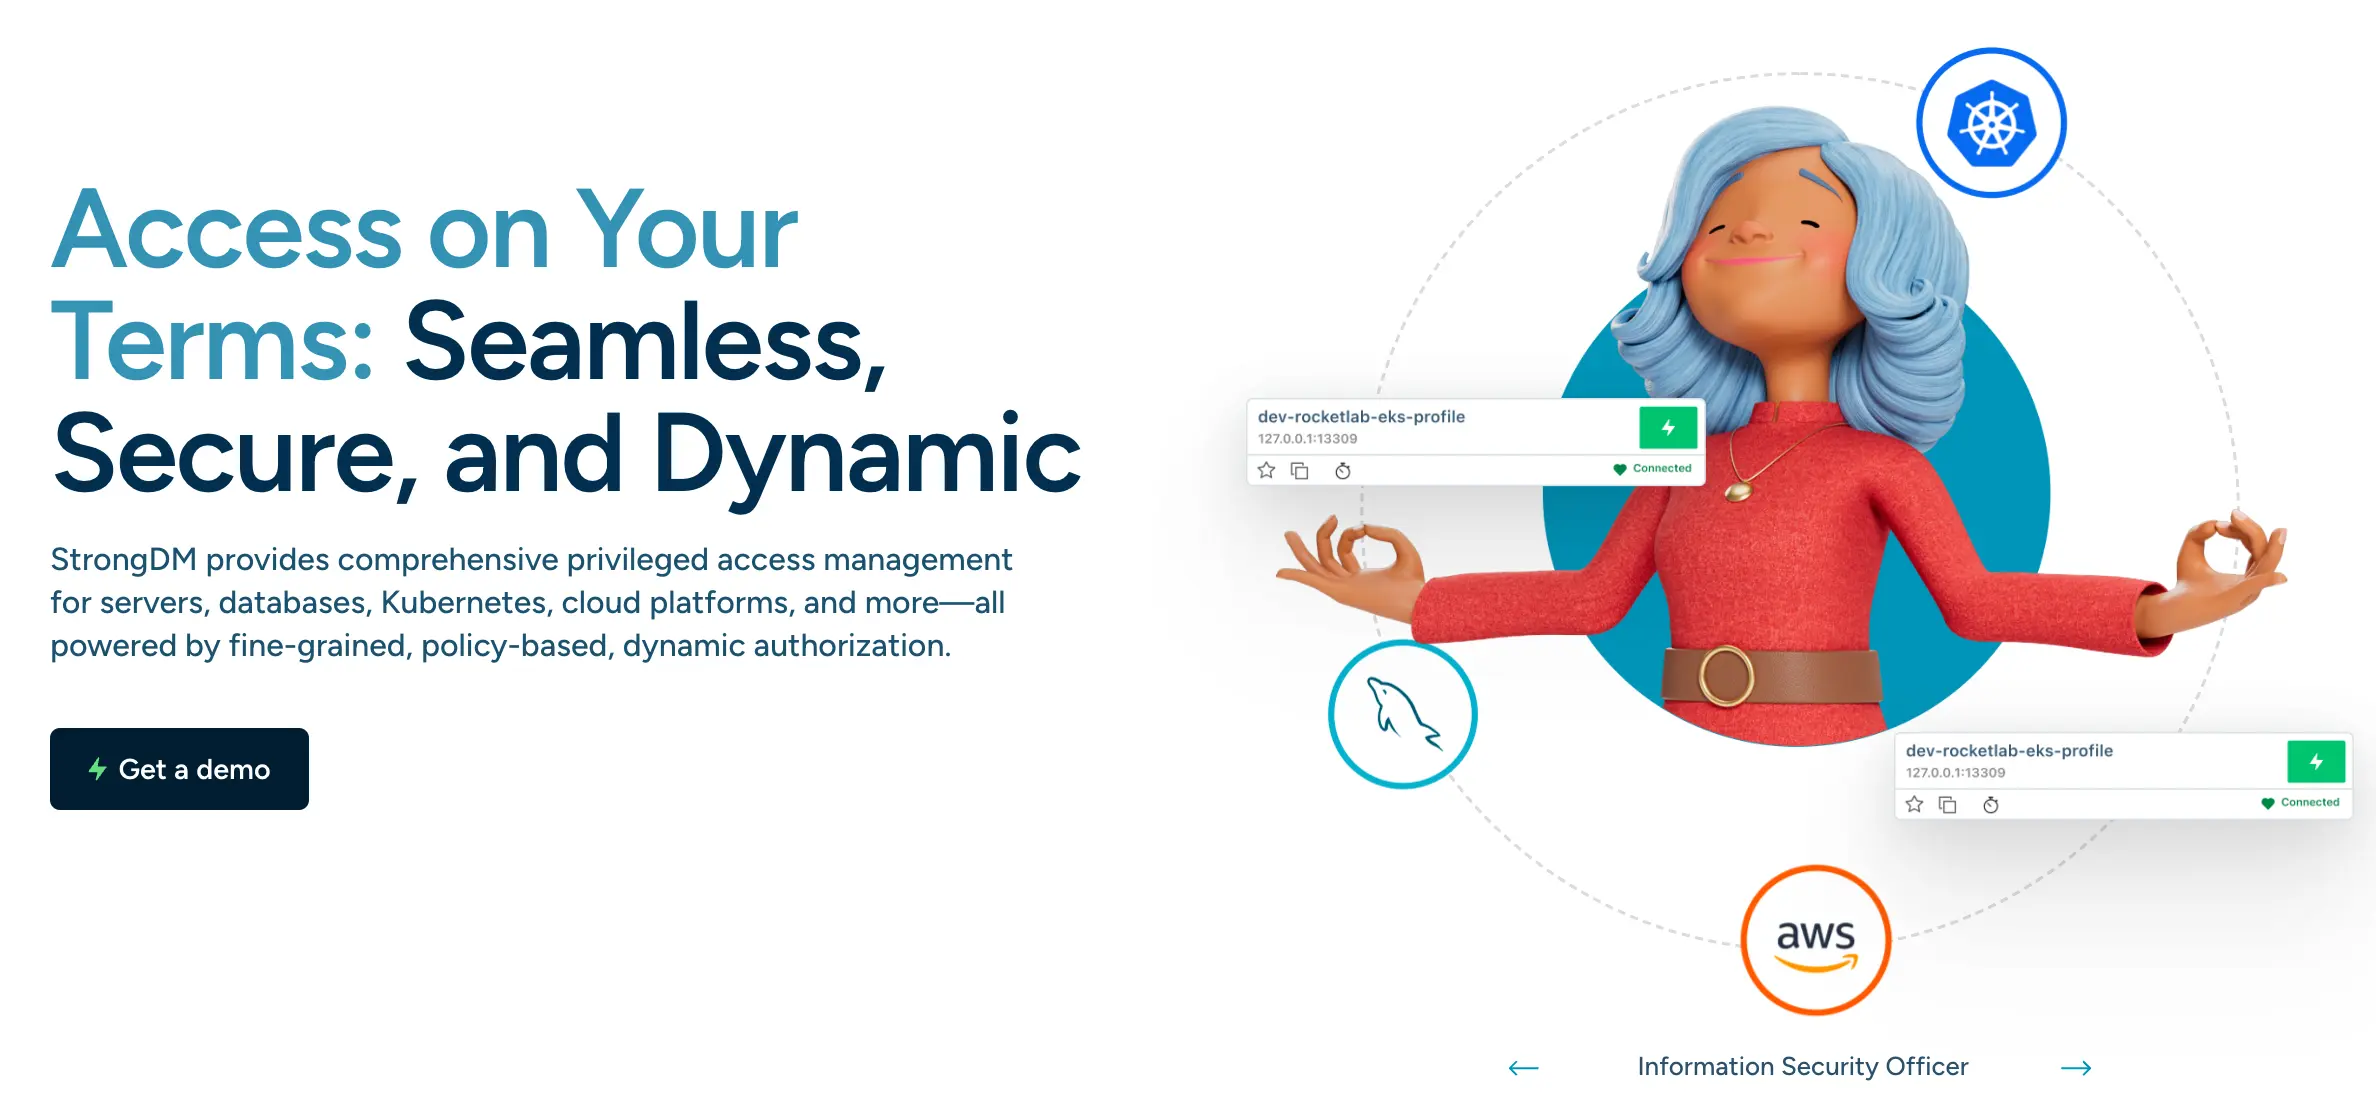 Access on Your
Terms: Seamless,
Secure, and Dynamic
StrongDM provides comprehensive privileged access management
for servers, databases, Kubernetes, cloud platforms, and more—all
powered by fine-grained, policy-based, dynamic authorization.
Get a demo
dev-rocketlab-eks-profile
127.0.0.1:13309
Connected
dev-rocketlab-eks-profile
127.0.0.1:13309
Connected
aws
Information Security Officer